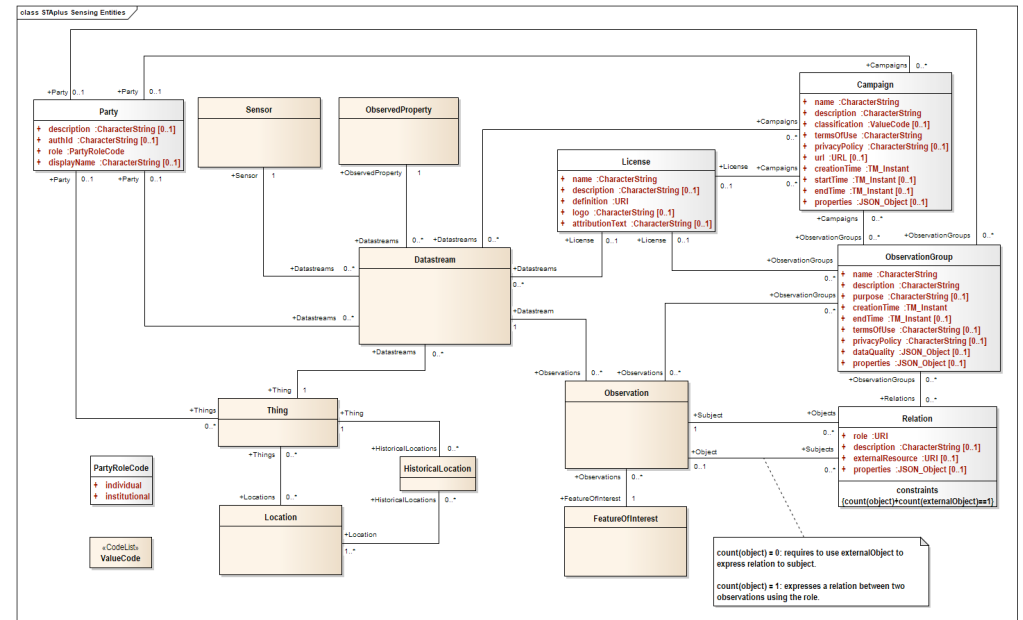 class STAplus Sensing Entities
+Campaigns 0..*
+Party 0..1 +Party 0..1
Party
+ description :CharacterString [0..1]
+ authId :CharacterString [0..1]
+ role :PartyRoleCode
+ displayName :CharacterString [0..1]
+Party 0..1 +Party 0..1
Sensor
+Sensor 1
ObservedProperty
+ObservedProperty 1
Campaign
+ name :CharacterString
+ description :CharacterString
+ classification :ValueCode [0..1]
+ termsOfUse :CharacterString
+ privacyPolicy :CharacterString [0..1]
+ url :URL [0..1]
+ creationTime :TM_Instant
+ startTime :TM_Instant [0..1]
+ endTime :TM_Instant [0..1]
+ properties :JSON_Object [0..1]
+Campaigns
0..*
+License +Campaigns
0..1 0..*
+Campaigns 0..*
License
+ name :CharacterString
+ description :CharacterString [0..1]
+ definition :URI
+ logo :CharacterString [0..1]
+ attributionText :CharacterString [0..1]
+License 0..1 +License 0..1
+ObservationGroups 0..* +ObservationGroups 0..*
+Datastreams 0..* +Datastreams 0..*
Datastream
+Datastreams 0..*
+Datastreams
0..*
+Datastreams 0..*
+Datastream
1
+Datastreams 0..*
+ObservationGroups
0..*
+ObservationGroups
0..*
ObservationGroup
+ name :CharacterString
+ description :CharacterString
+ purpose :CharacterString [0..1]
+ creationTime :TM_Instant
+ endTime :TM_Instant [0..1]
+ termsOfUse :CharacterString [0..1]
+ privacyPolicy :CharacterString [0..1]
+ dataQuality :JSON_Object [0..1]
+ properties :JSON_Object [0..1]
+ObservationGroups 0..*
+Relations 0..*
+Observations 0..* +Observations 0..*
Observation
+Thing 1
Thing
+Things
0..*
+Thing
1
+Things 0..*
+HistoricalLocations 0..*
HistoricalLocation
+HistoricalLocations 0..*
+Locations 0..*
Location
+Location
1..*
+Subject +Objects
1 0..*
+Object +Subjects
0..1 0..*
Relation
+ role :URI
+ description :CharacterString [0..1]
+ externalResource :URI [0..1]
+ properties :JSON_Object [0..1]
constraints
{count(object)+count(externalObject)==1}
+Observations 0..*
+FeatureOfInterest 1
FeatureOfInterest
PartyRoleCode
+ individual
+ institutional
«CodeList»
ValueCode
count(object) = 0: requires to use externalObject to
express relation to subject.
count(object) = 1: expresses a relation between two
observations using the role.